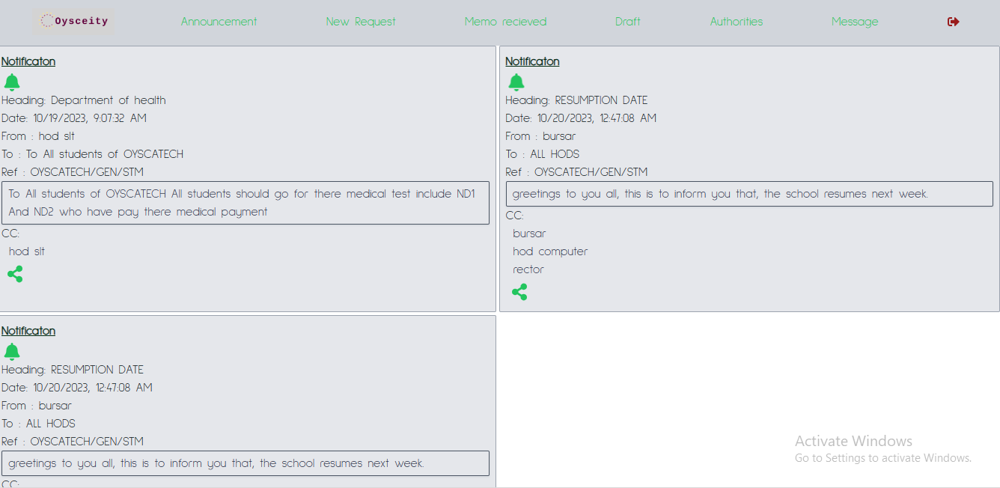 Oysceity Announcement New Request Memo recieved Draft Authorities Message
Notificaton
Heading: Department of health
Date: 10/19/2023, 9:07:32 AM
From : hod slt
To : To All students of OYSCATECH
Ref : OYSCATECH/GEN/STM
To All students of OYSCATECH All students should go for there medical test include ND1
And ND2 who have pay there medical payment
CC:
hod slt
Notificaton
Heading: RESUMPTION DATE
Date: 10/20/2023, 12:47:08 AM
From : bursar
To : ALL HODS
Ref : OYSCATECH/GEN/STM
greetings to you all, this is to inform you that, the school resumes next week.
CC:
bursar
hod computer
rector
Notificaton
Heading: RESUMPTION DATE
Date: 10/20/2023, 12:47:08 AM
From : bursar
To : ALL HODS
Ref : OYSCATECH/GEN/STM
greetings to you all, this is to inform you that, the school resumes next week.
CC:
Activate Windows
Go to Settings to activate Windows.